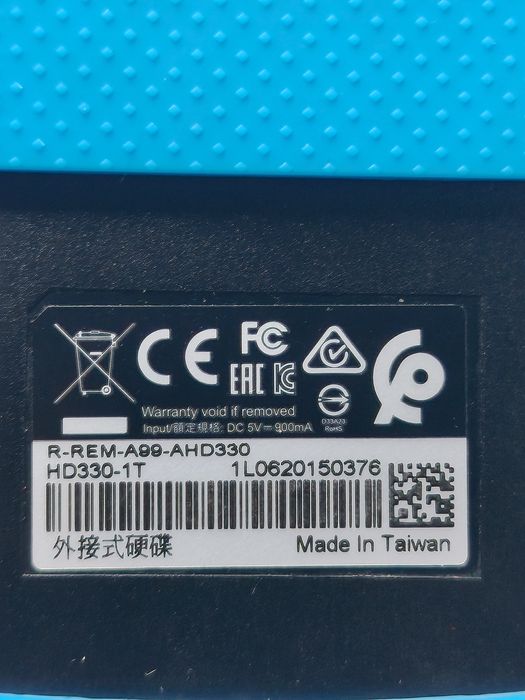 CE FC
EAC KC
D33A23
RoHS
Warranty void if removed
Input/額定規格: DC 5V⎓900mA
R-REM-A99-AHD330
HD330-1T 1L0620150376
外接式硬碟 Made In Taiwan